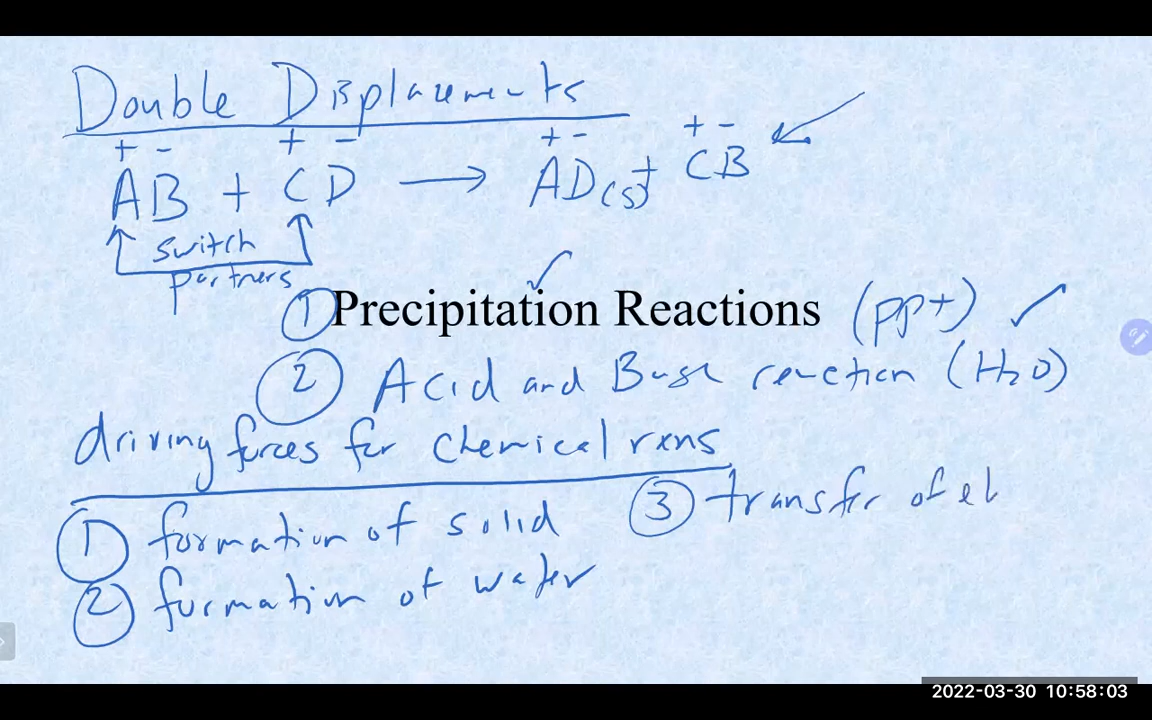 Double Displacements
+ - + - + - + -
AB + CD → AD(s) + CB
switch
partners
① Precipitation Reactions (ppt) ✓
② Acid and Base reaction (H2O)
driving forces for chemical rxns
① formation of solid
③ transfer of el
② formation of water
2022-03-30 10:58:03